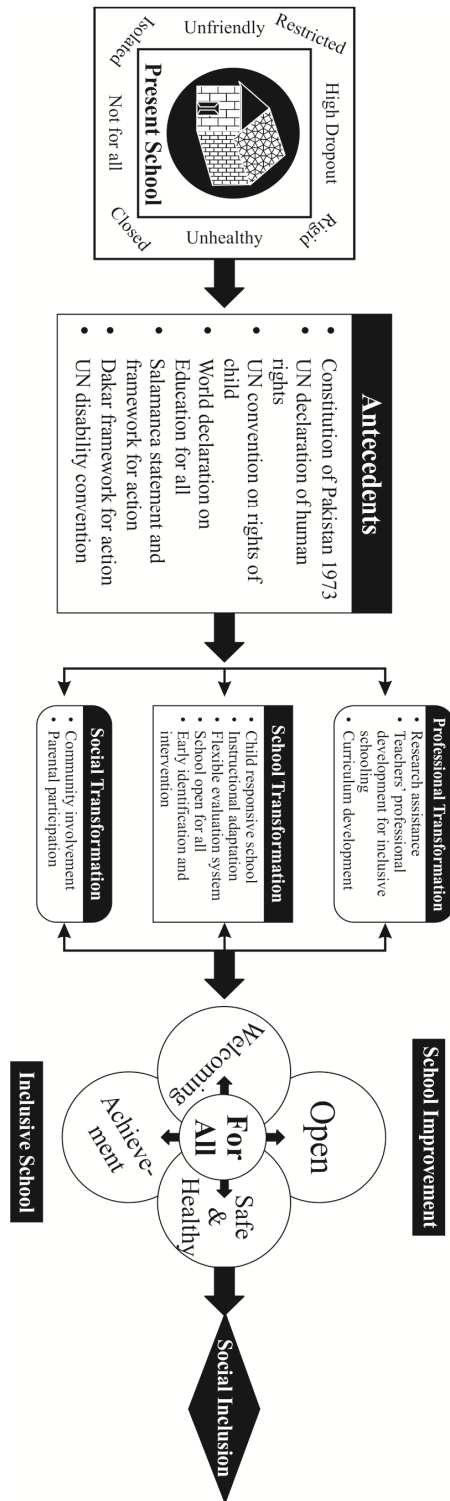 Restricted
High Dropout
Rigid
Unfriendly
Unhealthy
Isolated
Not for all
Closed
Present School
Antecedents
• Constitution of Pakistan 1973
• UN declaration of human
rights
• UN convention on rights of
child
• World declaration on
Education for all
• Salamanca statement and
framework for action
• Dakar framework for action
• UN disability convention
Professional Transformation
• Research assistance
• Teachers' professional
development for inclusive
schooling
• Curriculum development
School Transformation
• Child responsive school
• Instructional adaptation
• Flexible evaluation system
• School open for all
• Early identification and
intervention
Social Transformation
• Community involvement
• Parental participation
School Improvement
Open
Welcoming
For
All
Safe
&
Healthy
Achieve-
ment
Inclusive School
Social Inclusion